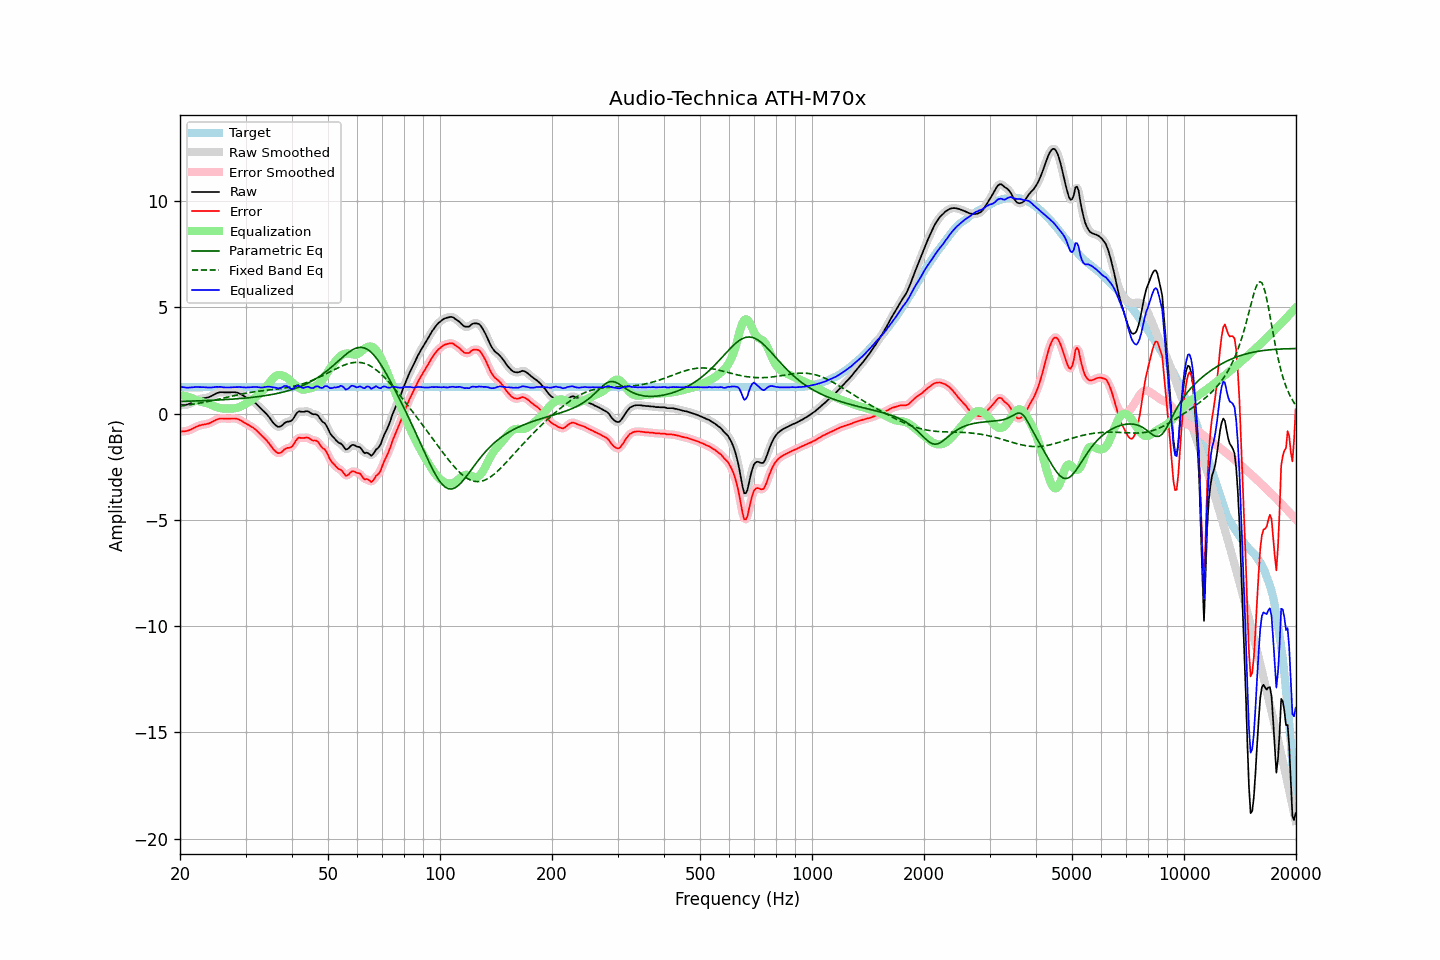 Audio-Technica ATH-M70x
Target
Raw Smoothed
Error Smoothed
Raw
Error
Equalization
Parametric Eq
Fixed Band Eq
Equalized
Amplitude (dBr)
10
5
0
−5
−10
−15
−20
20
50
100
200
500
1000
2000
5000
10000
20000
Frequency (Hz)